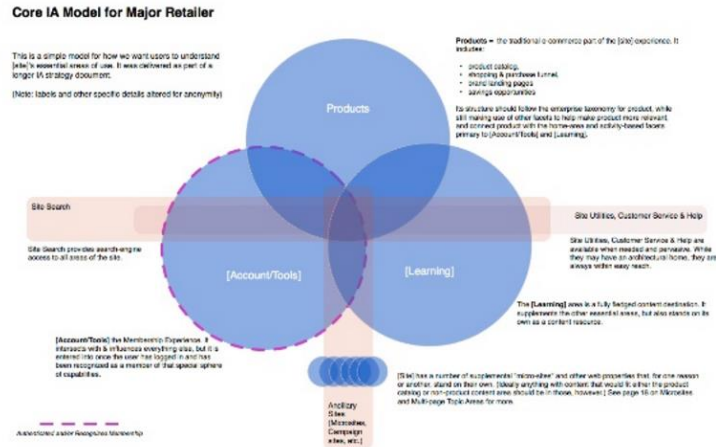 Core IA Model for Major Retailer
This is a simple model for how we want users to understand
[site]'s essential areas of use. It was delivered as part of a
longer IA strategy document.
(Note: labels and other specific details altered for anonymity)
Products – the traditional e-commerce part of the [site] experience. It
includes:
• product catalog,
• shopping & purchase tunnel,
• brand landing pages
• savings opportunities
Its structure should follow the enterprise taxonomy for product, while
still making use of other facets to help make product more relevant,
and connect product with the home-area and activity-based facets
primary to [Account/Tools] and [Learning].
Products
Site Search
Site Utilities, Customer Service & Help
Site Search provides search-engine
access to all areas of the site.
Site Utilities, Customer Service & Help are
available when needed and pervasive. While
they may have an architectural home, they are
always within easy reach.
[Account/Tools]
[Learning]
The [Learning] area is a fully fledged content destination. It
supplements the other essential areas, but also stands on its
own as a content resource.
[Account/Tools] the Membership Experience. It
intersects with & influences everything else, but it is
entered into once the user has logged in and has
been recognized as a member of that special sphere
of capabilities.
[Site] has a number of supplemental "micro-sites" and other web properties that, for one reason
or another, stand on their own. (Ideally anything with content that would fit either the product
catalog or non-product content area should be in those, however.) See page 16 on Microsites
and Multi-page Topic Areas for more.
Ancillary
Sites
(Microsites,
Campaign
sites, etc.)
Authenticated and/or Recognized Membership